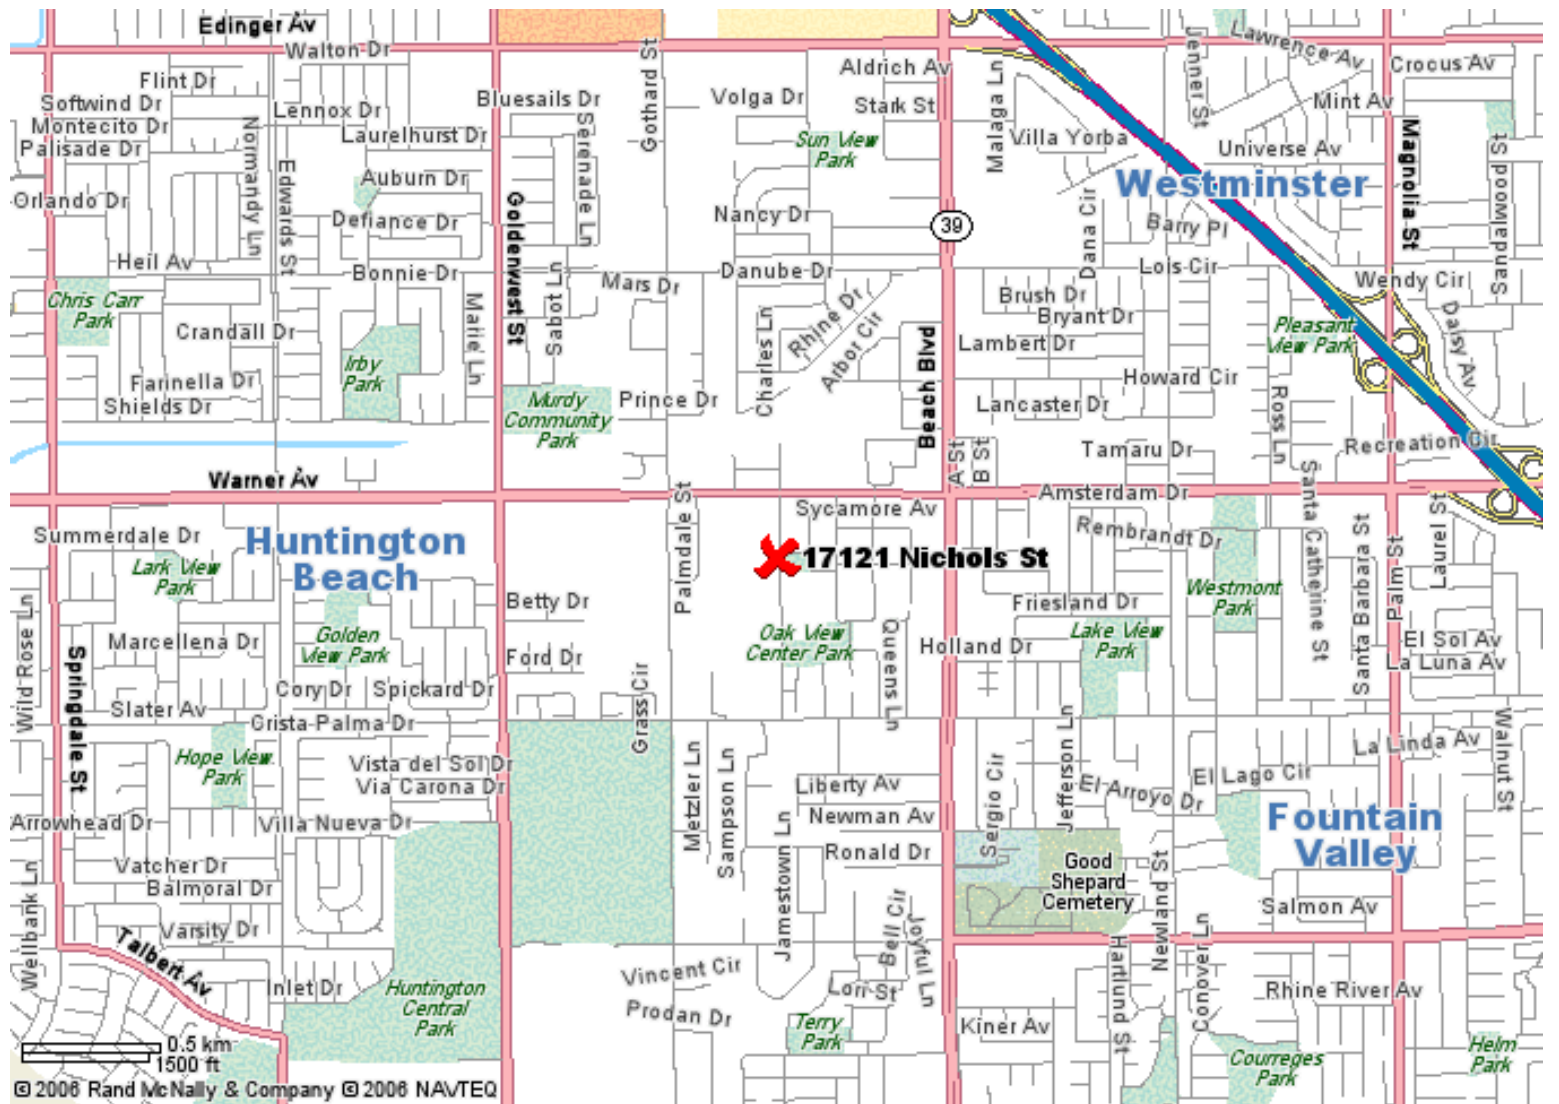 Edinger Av
Walton Dr
Gothard St
Aldrich Av
Jenner St
Lawrence Av
Crocus Av
Flint Dr
Softwind Dr
Lennox Dr
Bluesails Dr
Volga Dr
Stark St
Malaga Ln
Mint Av
Montecito Dr
Normandy Ln
Laurelhurst Dr
Serenade Ln
Sun View
Park
Villa Yorba
Universe Av
Magnolia St
Sandalwood St
Palisade Dr
Edwards St
Auburn Dr
Westminster
Orlando Dr
Defiance Dr
Goldenwest St
Nancy Dr
39
Dana Cir
Barry Pl
Heil Av
Bonnie Dr
Sabot Ln
Mars Dr
Danube Dr
Lois Cir
Wendy Cir
Chris Carr
Park
Marie Ln
Charles Ln
Rhine Dr
Arbor Cir
Brush Dr
Bryant Dr
Daisy Av
Crandall Dr
Beach Blvd
Lambert Dr
Pleasant
View Park
Irby
Park
Farinella Dr
Shields Dr
Murdy
Community
Park
Prince Dr
Howard Cir
Lancaster Dr
Ross Ln
Recreation Cir
Tamaru Dr
A St
B St
Warner Av
Palmdale St
Amsterdam Dr
Santa Catherine St
Sycamore Av
Rembrandt Dr
Santa Barbara St
Palm St
Laurel St
Summerdale Dr
Huntington
Beach
17121 Nichols St
Lark View
Park
Wild Rose Ln
Betty Dr
Friesland Dr
Westmont
Park
Marcellena Dr
Golden
View Park
Springdale St
Ford Dr
Oak View
Center Park
Queens Ln
Holland Dr
Lake View
Park
El Sol Av
La Luna Av
Cory Dr
Spickard Dr
Slater Av
Crista Palma Dr
Grass Cir
Jefferson Ln
Walnut St
La Linda Av
Hope View
Park
Vista del Sol Dr
Via Carona Dr
Metzler Ln
Sampson Ln
Liberty Av
Sergio Cir
El Arroyo Dr
El Lago Cir
Arrowhead Dr
Villa Nueva Dr
Newman Av
Fountain
Valley
Vatcher Dr
Balmoral Dr
Jamestown Ln
Ronald Dr
Good
Shepard
Cemetery
Newland St
Wellbank Ln
Varsity Dr
Talbert Av
Bell Cir
Joyful Ln
Hartlund St
Conover Ln
Salmon Av
Inlet Dr
Huntington
Central
Park
Vincent Cir
Lori St
Rhine River Av
Prodan Dr
Terry
Park
Kiner Av
Courreges
Park
Helm
Park
0.5 km
1500 ft
© 2006 Rand McNally & Company © 2006 NAVTEQ